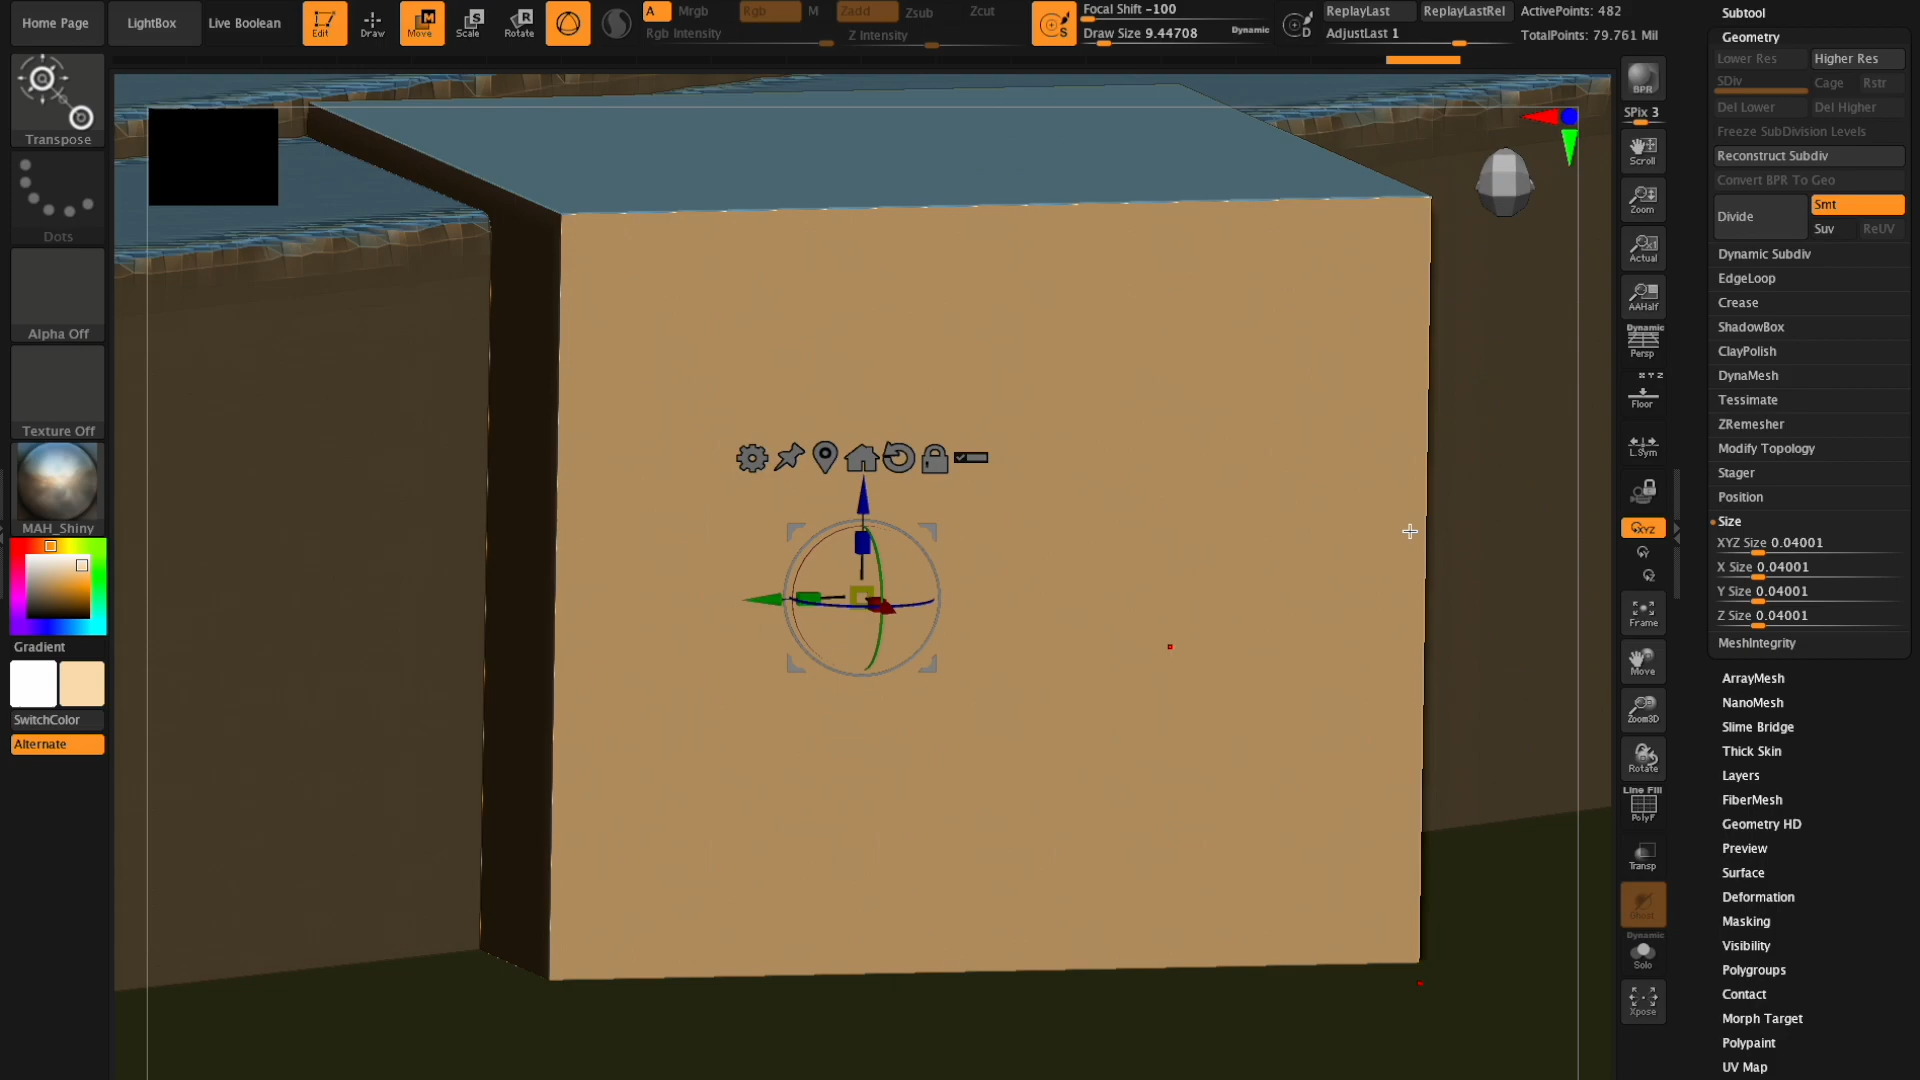 Home Page
LightBox
Live Boolean
Edit
Draw
M
Move
S
Scale
R
Rotate
A
Mrgb
Rgb
M
Zadd
Zsub
Zcut
Rgb Intensity
Z Intensity
S
Focal Shift -100
Draw Size 9.44708
Dynamic
D
ReplayLast
ReplayLastRel
AdjustLast 1
ActivePoints: 482
TotalPoints: 79.761 Mil
Transpose
Dots
Alpha Off
Texture Off
MAH_Shiny
Gradient
SwitchColor
Alternate
BPR
SPix 3
Scroll
Zoom
Actual
AAHalf
Dynamic
Persp
X Y Z
Floor
L.Sym
XYZ
Frame
Move
Zoom3D
Rotate
Line Fill
PolyF
Transp
Ghost
Dynamic
Solo
Xpose
Subtool
Geometry
Lower Res
Higher Res
SDiv
Cage
Rstr
Del Lower
Del Higher
Freeze SubDivision Levels
Reconstruct Subdiv
Convert BPR To Geo
Divide
Smt
Suv
ReUV
Dynamic Subdiv
EdgeLoop
Crease
ShadowBox
ClayPolish
DynaMesh
Tessimate
ZRemesher
Modify Topology
Stager
Position
Size
XYZ Size 0.04001
X Size 0.04001
Y Size 0.04001
Z Size 0.04001
MeshIntegrity
ArrayMesh
NanoMesh
Slime Bridge
Thick Skin
Layers
FiberMesh
Geometry HD
Preview
Surface
Deformation
Masking
Visibility
Polygroups
Contact
Morph Target
Polypaint
UV Map